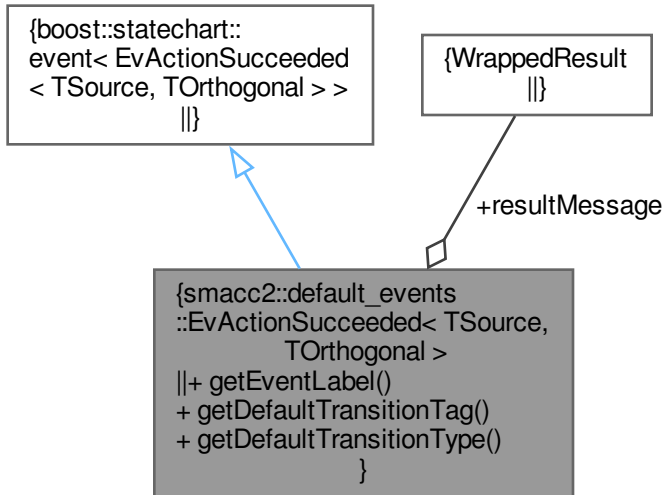 {boost::statechart::
event< EvActionSucceeded
< TSource, TOrthogonal > >
||}
{WrappedResult
||}
+resultMessage
{smacc2::default_events
::EvActionSucceeded< TSource,
TOrthogonal >
||+ getEventLabel()
+ getDefaultTransitionTag()
+ getDefaultTransitionType()
}